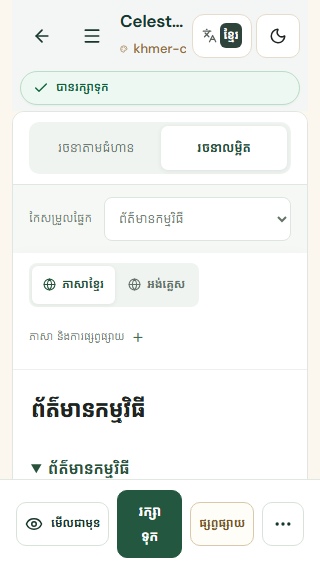 Celest...
khmer-c
ខ្មែរ
បានរក្សាទុក
រចនាតាមជំហាន
រចនាលម្អិត
កែសម្រួលផ្នែក
ព័ត៌មានកម្មវិធី
ភាសាខ្មែរ
អង់គ្លេស
ភាសា និងការផ្សព្វផ្សាយ +
ព័ត៌មានកម្មវិធី
▼ ព័ត៌មានកម្មវិធី
មើលជាមុន
រក្សា
ទុក
ផ្សព្វផ្សាយ